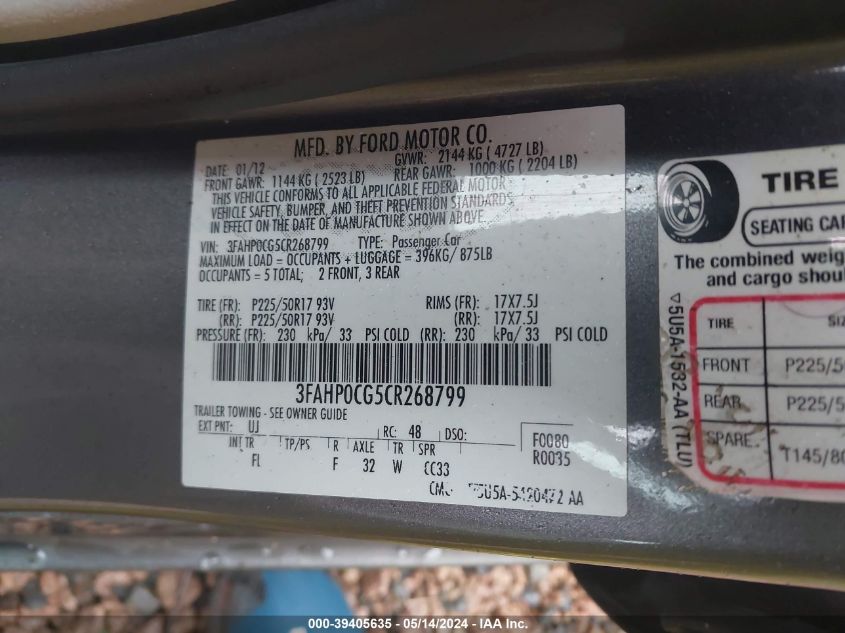 MFD. BY FORD MOTOR CO.
DATE: 01/12 GVWR: 2144 KG ( 4727 LB)
FRONT GAWR: 1144 KG ( 2523 LB) REAR GAWR: 1000 KG ( 2204 LB)
THIS VEHICLE CONFORMS TO ALL APPLICABLE FEDERAL MOTOR
VEHICLE SAFETY, BUMPER, AND THEFT PREVENTION STANDARDS
IN EFFECT ON THE DATE OF MANUFACTURE SHOWN ABOVE.
VIN: 3FAHP0CG5CR268799 TYPE: Passenger Car
MAXIMUM LOAD = OCCUPANTS + LUGGAGE = 396KG/ 875LB
OCCUPANTS = 5 TOTAL; 2 FRONT, 3 REAR
TIRE (FR): P225/50R17 93V RIMS (FR): 17X7.5J
(RR): P225/50R17 93V (RR): 17X7.5J
PRESSURE (FR): 230 kPa/ 33 PSI COLD (RR): 230 kPa/ 33 PSI COLD
3FAHP0CG5CR268799
TRAILER TOWING - SEE OWNER GUIDE
EXT PNT: UJ RC: 48 DSO: F0080
INT TR TP/PS R AXLE TR SPR R0035
FL F 32 W CC33
5U5A-5420472 AA
TIRE
SEATING CA
The combined weig
and cargo shou
▽5U5A-1532-AA (TLU)
TIRE SIZ
FRONT P225/5
REAR P225/5
SPARE T145/80
000-39405635 - 05/14/2024 - IAA Inc.